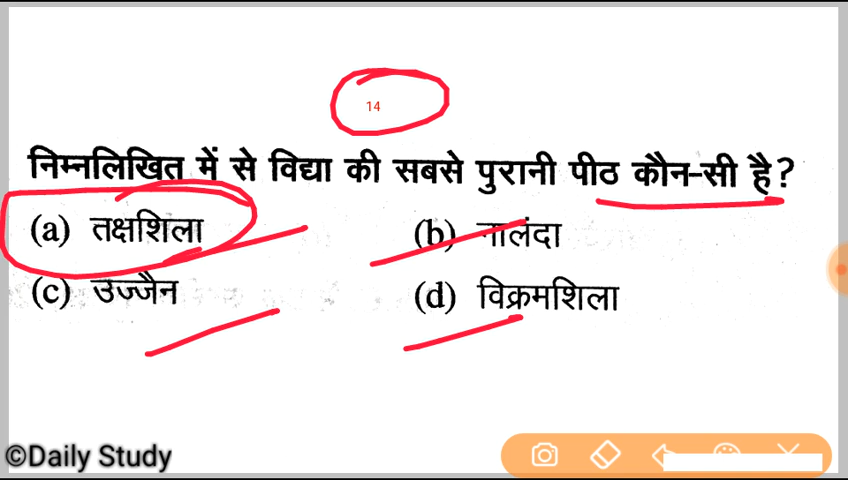 14
निम्नलिखित में से विद्या की सबसे पुरानी पीठ कौन-सी है?
(a) तक्षशिला (b) नालंदा
(c) उज्जैन (d) विक्रमशिला
©Daily Study